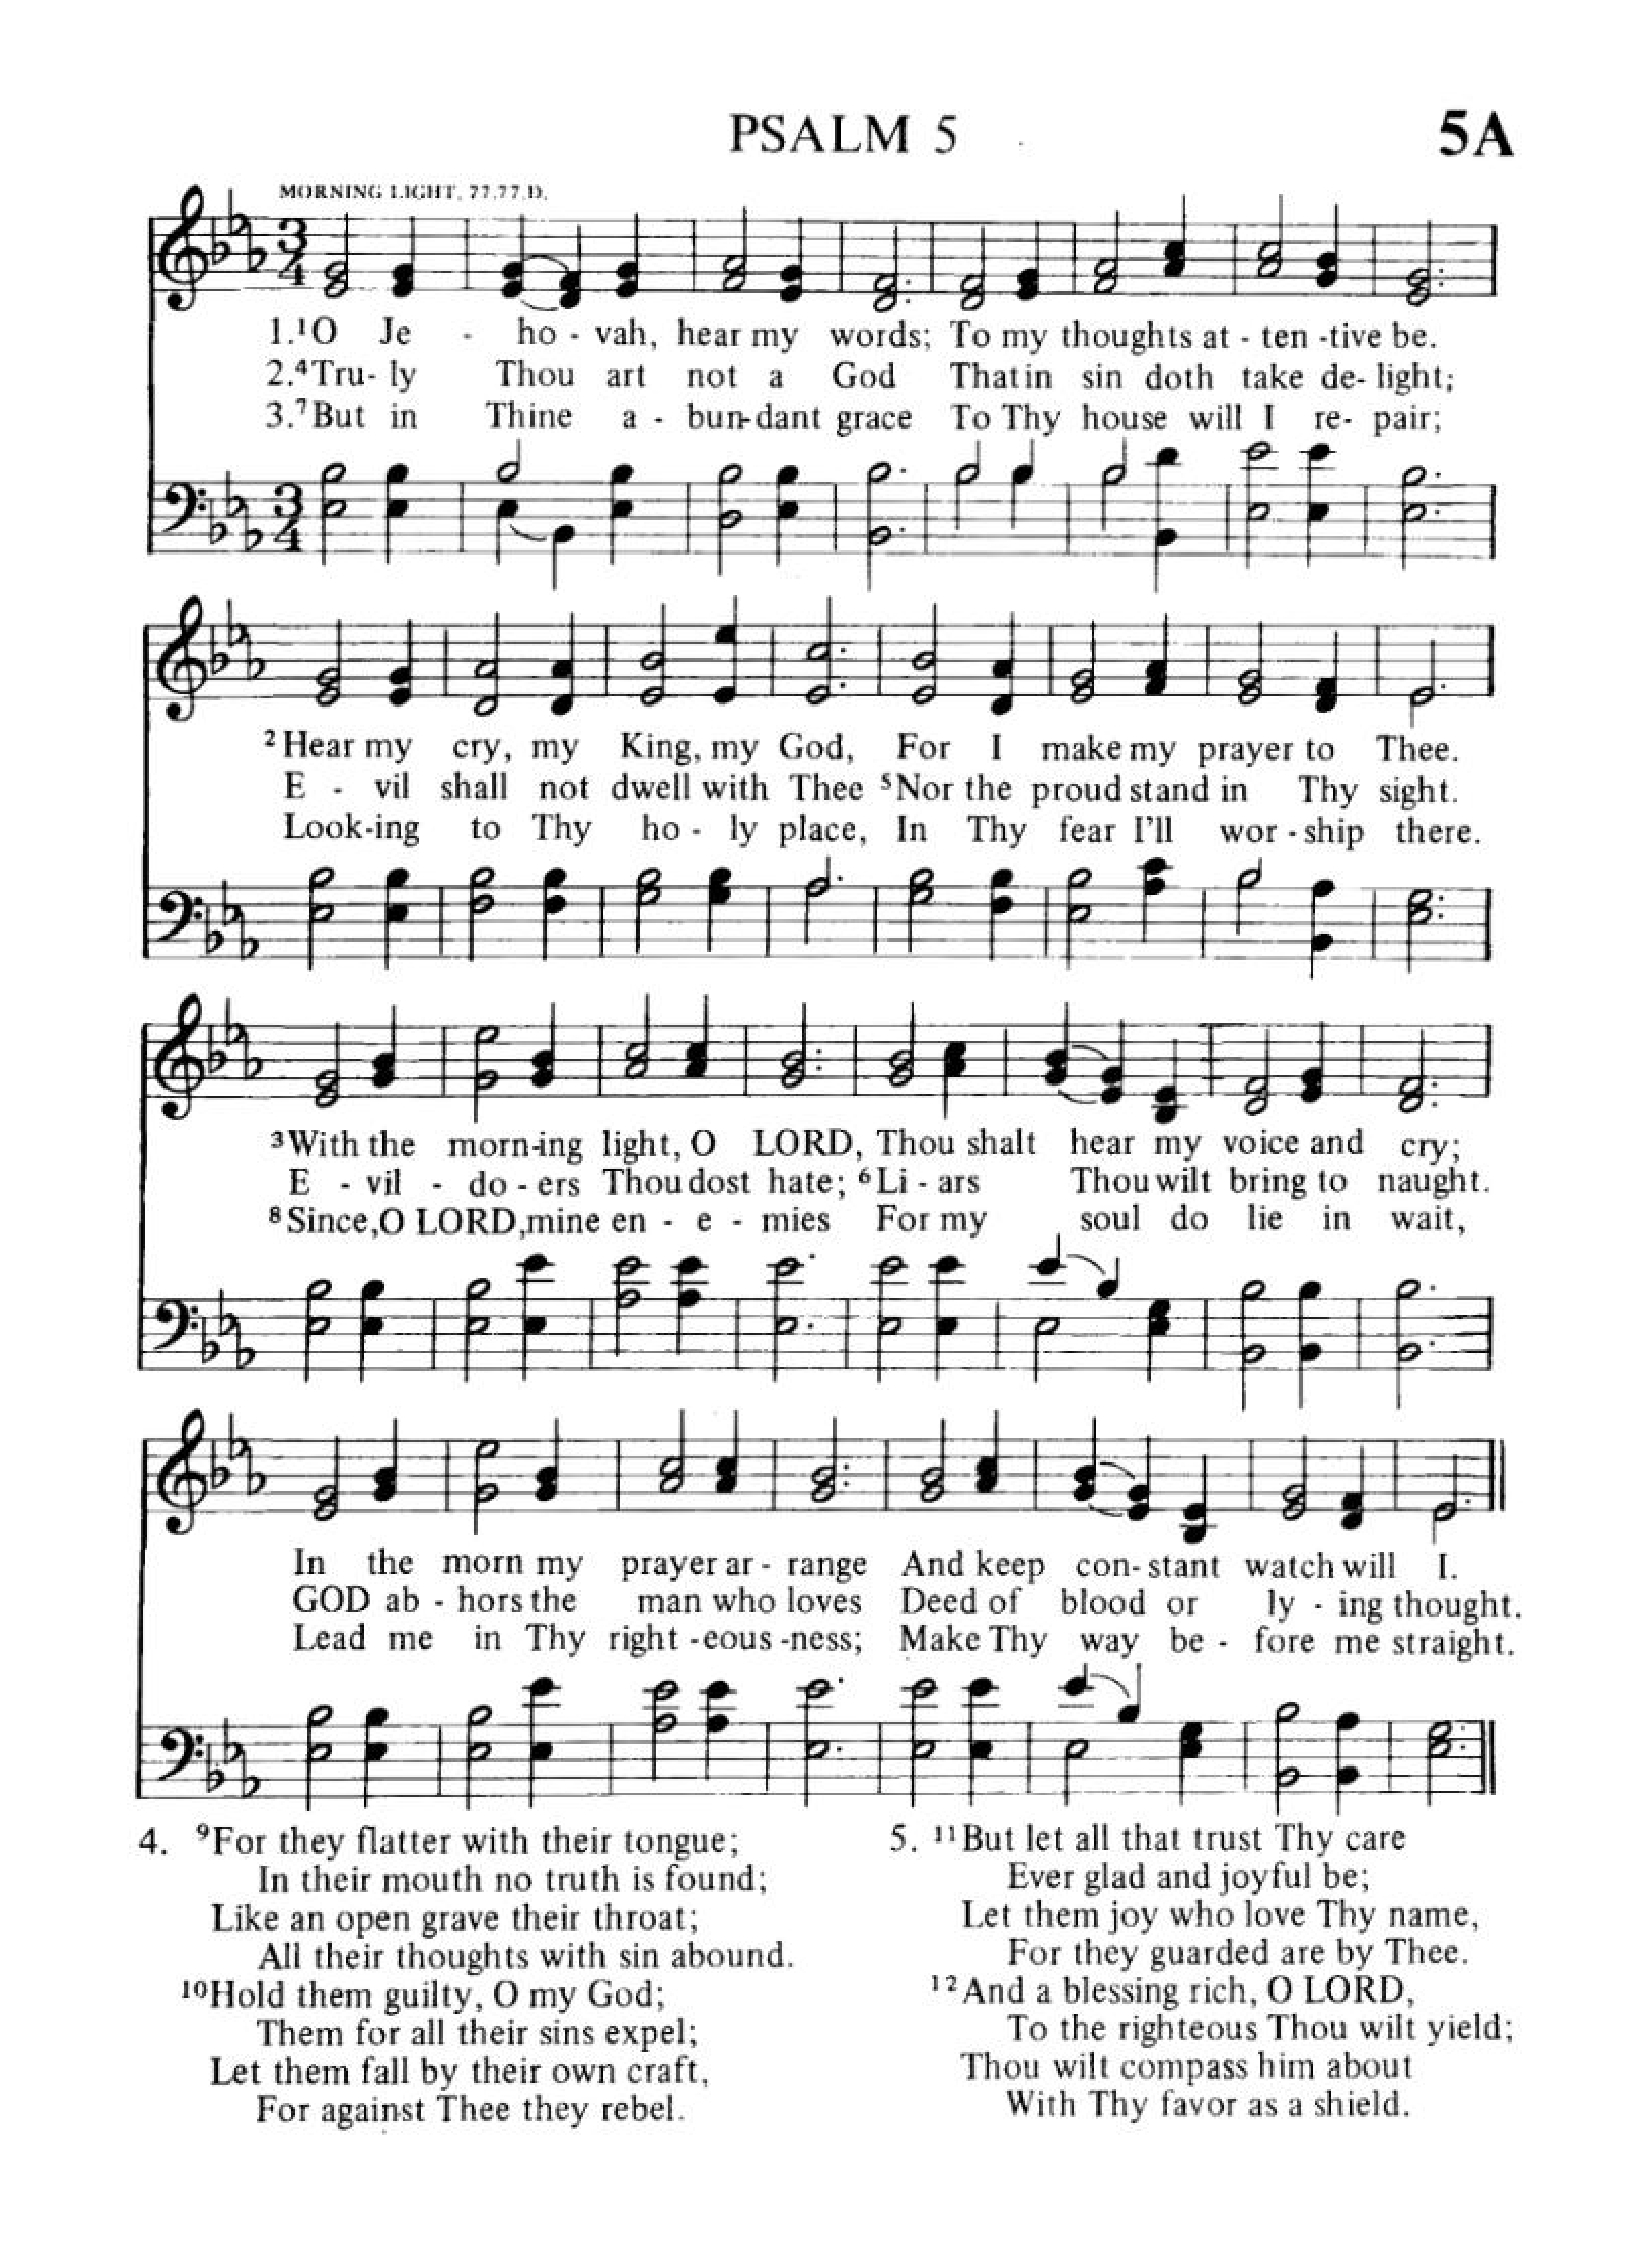 PSALM 5
5A
MORNING LIGHT, 77,77,D.
1.¹O Je - ho - vah, hear my words; To my thoughts at - ten -tive be.
2.⁴Tru- ly Thou art not a God That in sin doth take de- light;
3.⁷But in Thine a - bun-dant grace To Thy house will I re- pair;
²Hear my cry, my King, my God, For I make my prayer to Thee.
E - vil shall not dwell with Thee ⁵Nor the proud stand in Thy sight.
Look-ing to Thy ho - ly place, In Thy fear I'll wor - ship there.
³With the morn-ing light, O LORD, Thou shalt hear my voice and cry;
E - vil - do - ers Thou dost hate; ⁶Li - ars Thou wilt bring to naught.
⁸Since, O LORD, mine en - e - mies For my soul do lie in wait,
In the morn my prayer ar - range And keep con- stant watch will I.
GOD ab - hors the man who loves Deed of blood or ly - ing thought.
Lead me in Thy right -eous -ness; Make Thy way be - fore me straight.
4. ⁹For they flatter with their tongue;
In their mouth no truth is found;
Like an open grave their throat;
All their thoughts with sin abound.
¹⁰Hold them guilty, O my God;
Them for all their sins expel;
Let them fall by their own craft,
For against Thee they rebel.
5. ¹¹But let all that trust Thy care
Ever glad and joyful be;
Let them joy who love Thy name,
For they guarded are by Thee.
¹²And a blessing rich, O LORD,
To the righteous Thou wilt yield;
Thou wilt compass him about
With Thy favor as a shield.